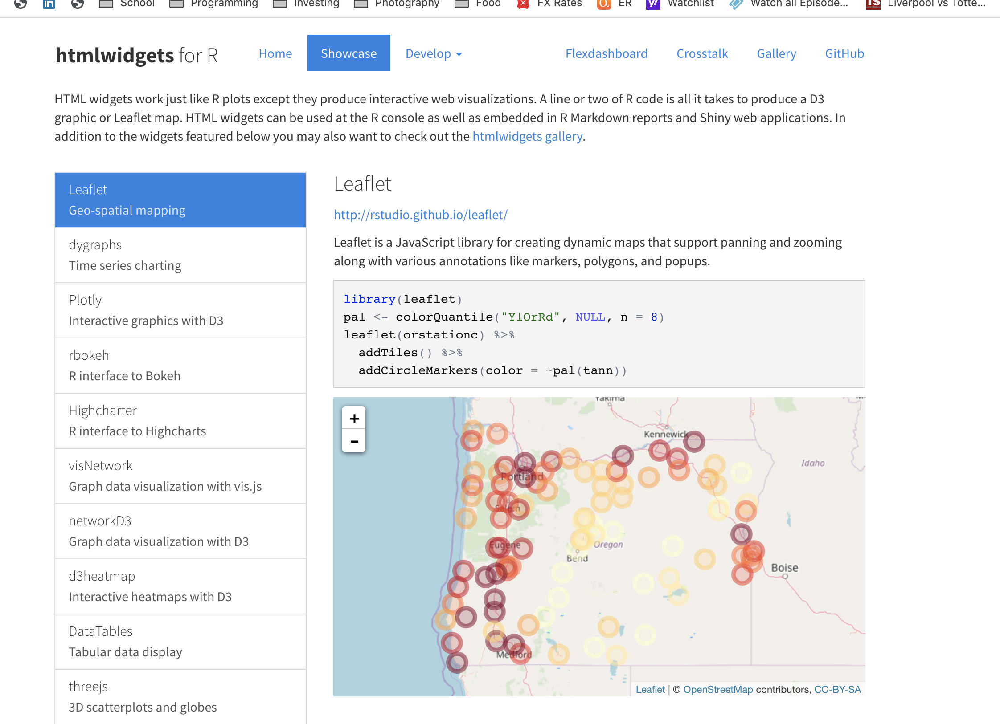 School Programming Investing Photography Food FX Rates ER Watchlist Watch all Episode... Liverpool vs Totte...
htmlwidgets for R Home Showcase Develop Flexdashboard Crosstalk Gallery GitHub
HTML widgets work just like R plots except they produce interactive web visualizations. A line or two of R code is all it takes to produce a D3
graphic or Leaflet map. HTML widgets can be used at the R console as well as embedded in R Markdown reports and Shiny web applications. In
addition to the widgets featured below you may also want to check out the htmlwidgets gallery.
Leaflet
Geo-spatial mapping
dygraphs
Time series charting
Plotly
Interactive graphics with D3
rbokeh
R interface to Bokeh
Highcharter
R interface to Highcharts
visNetwork
Graph data visualization with vis.js
networkD3
Graph data visualization with D3
d3heatmap
Interactive heatmaps with D3
DataTables
Tabular data display
threejs
3D scatterplots and globes
Leaflet
http://rstudio.github.io/leaflet/
Leaflet is a JavaScript library for creating dynamic maps that support panning and zooming
along with various annotations like markers, polygons, and popups.
library(leaflet)
pal <- colorQuantile("YlOrRd", NULL, n = 8)
leaflet(orstationc) %>%
  addTiles() %>%
  addCircleMarkers(color = ~pal(tann))
+
-
Yakima
Kennewick
Idaho
Portland
Salem
Eugene
Oregon
Bend
Boise
Medford
Leaflet | © OpenStreetMap contributors, CC-BY-SA